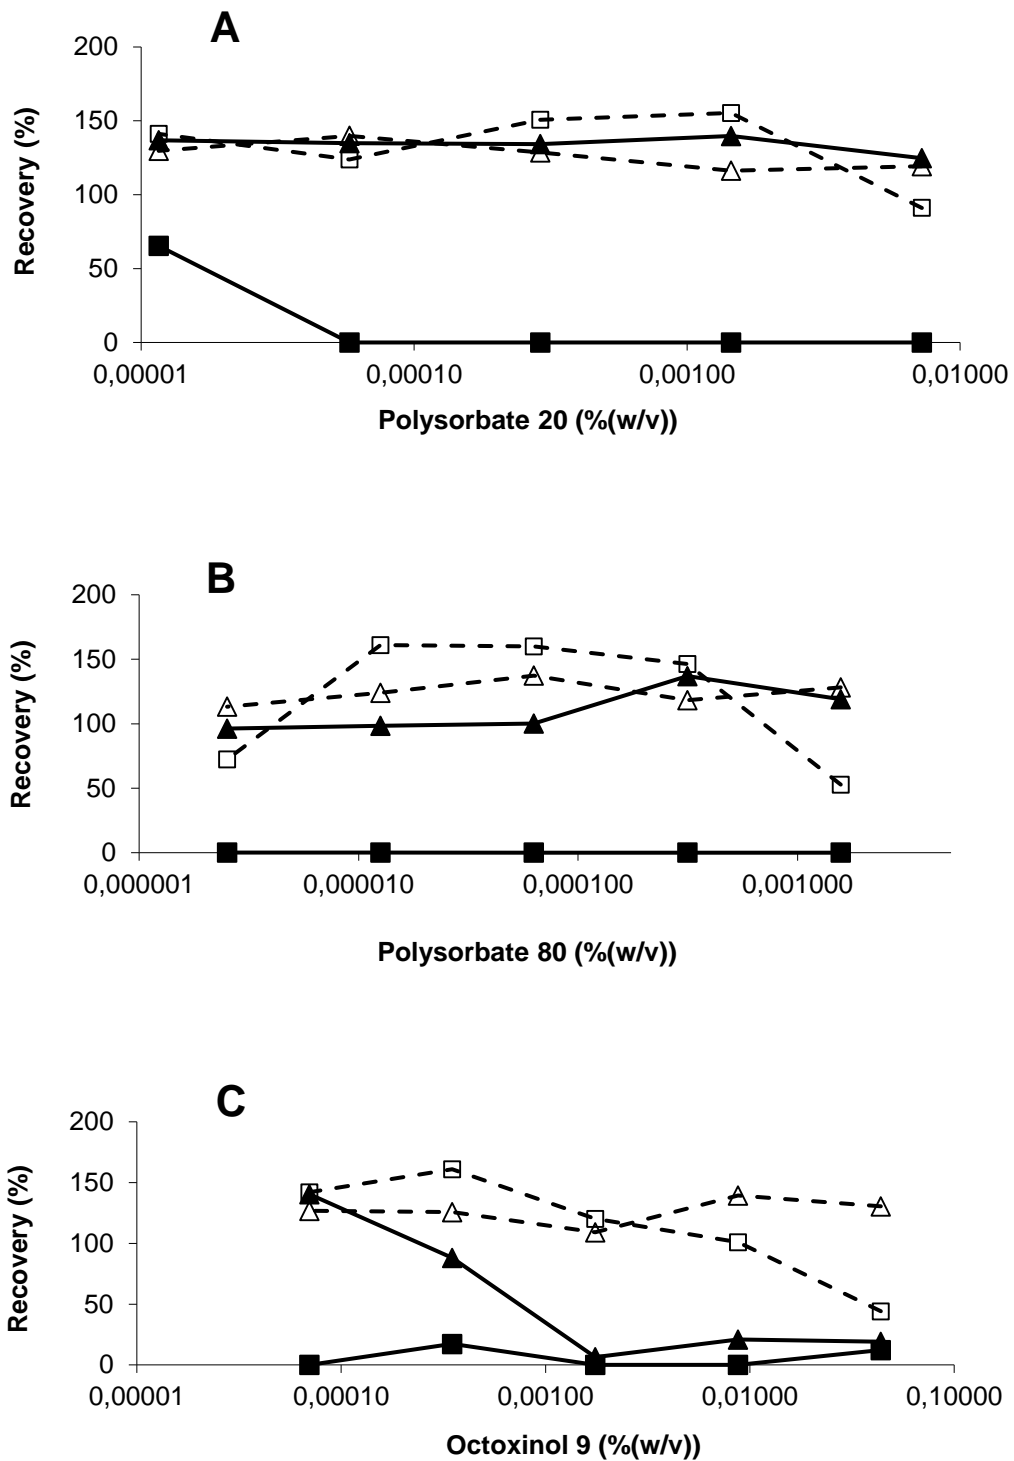 A
200
150
100
50
0
Recovery (%)
0,00001 0,00010 0,00100 0,01000
Polysorbate 20 (%(w/v))
B
200
150
100
50
0
Recovery (%)
0,000001 0,000010 0,000100 0,001000
Polysorbate 80 (%(w/v))
C
200
150
100
50
0
Recovery (%)
0,00001 0,00010 0,00100 0,01000 0,10000
Octoxinol 9 (%(w/v))